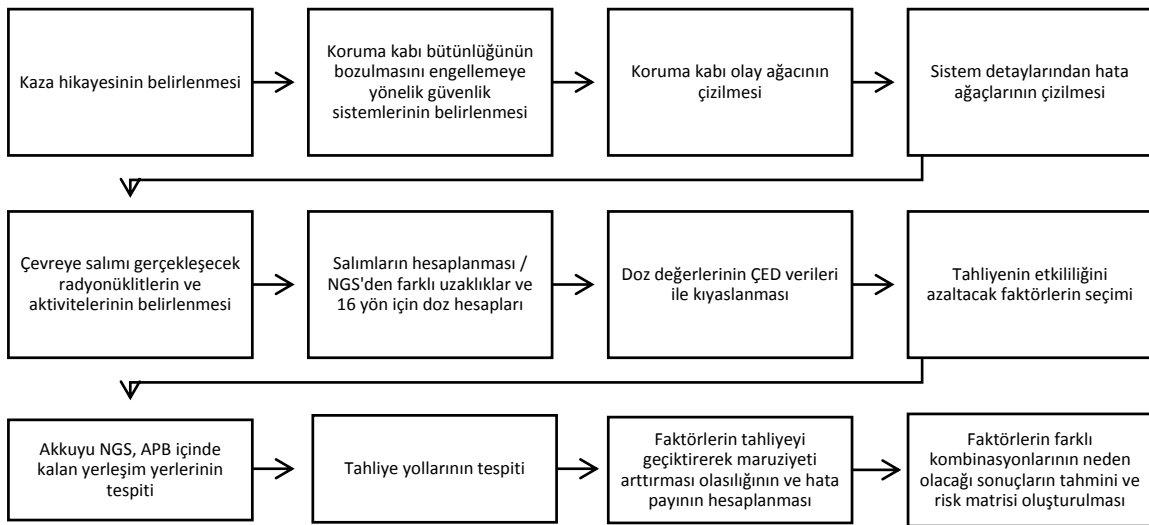 Kaza hikayesinin belirlenmesi
Koruma kabı bütünlüğünün
bozulmasını engellemeye
yönelik güvenlik
sistemlerinin belirlenmesi
Koruma kabı olay ağacının
çizilmesi
Sistem detaylarından hata
ağaçlarının çizilmesi
Çevreye salımı gerçekleşecek
radyonüklitlerin ve
aktivitelerinin belirlenmesi
Salımların hesaplanması /
NGS'den farklı uzaklıklar ve
16 yön için doz hesapları
Doz değerlerinin ÇED verileri
ile kıyaslanması
Tahliyenin etkililiğini
azaltacak faktörlerin seçimi
Akkuyu NGS, APB içinde
kalan yerleşim yerlerinin
tespiti
Tahliye yollarının tespiti
Faktörlerin tahliyeyi
geçiktirerek maruziyeti
arttırması olasılığının ve hata
payının hesaplanması
Faktörlerin farklı
kombinasyonlarının neden
olacağı sonuçların tahmini ve
risk matrisi oluşturulması